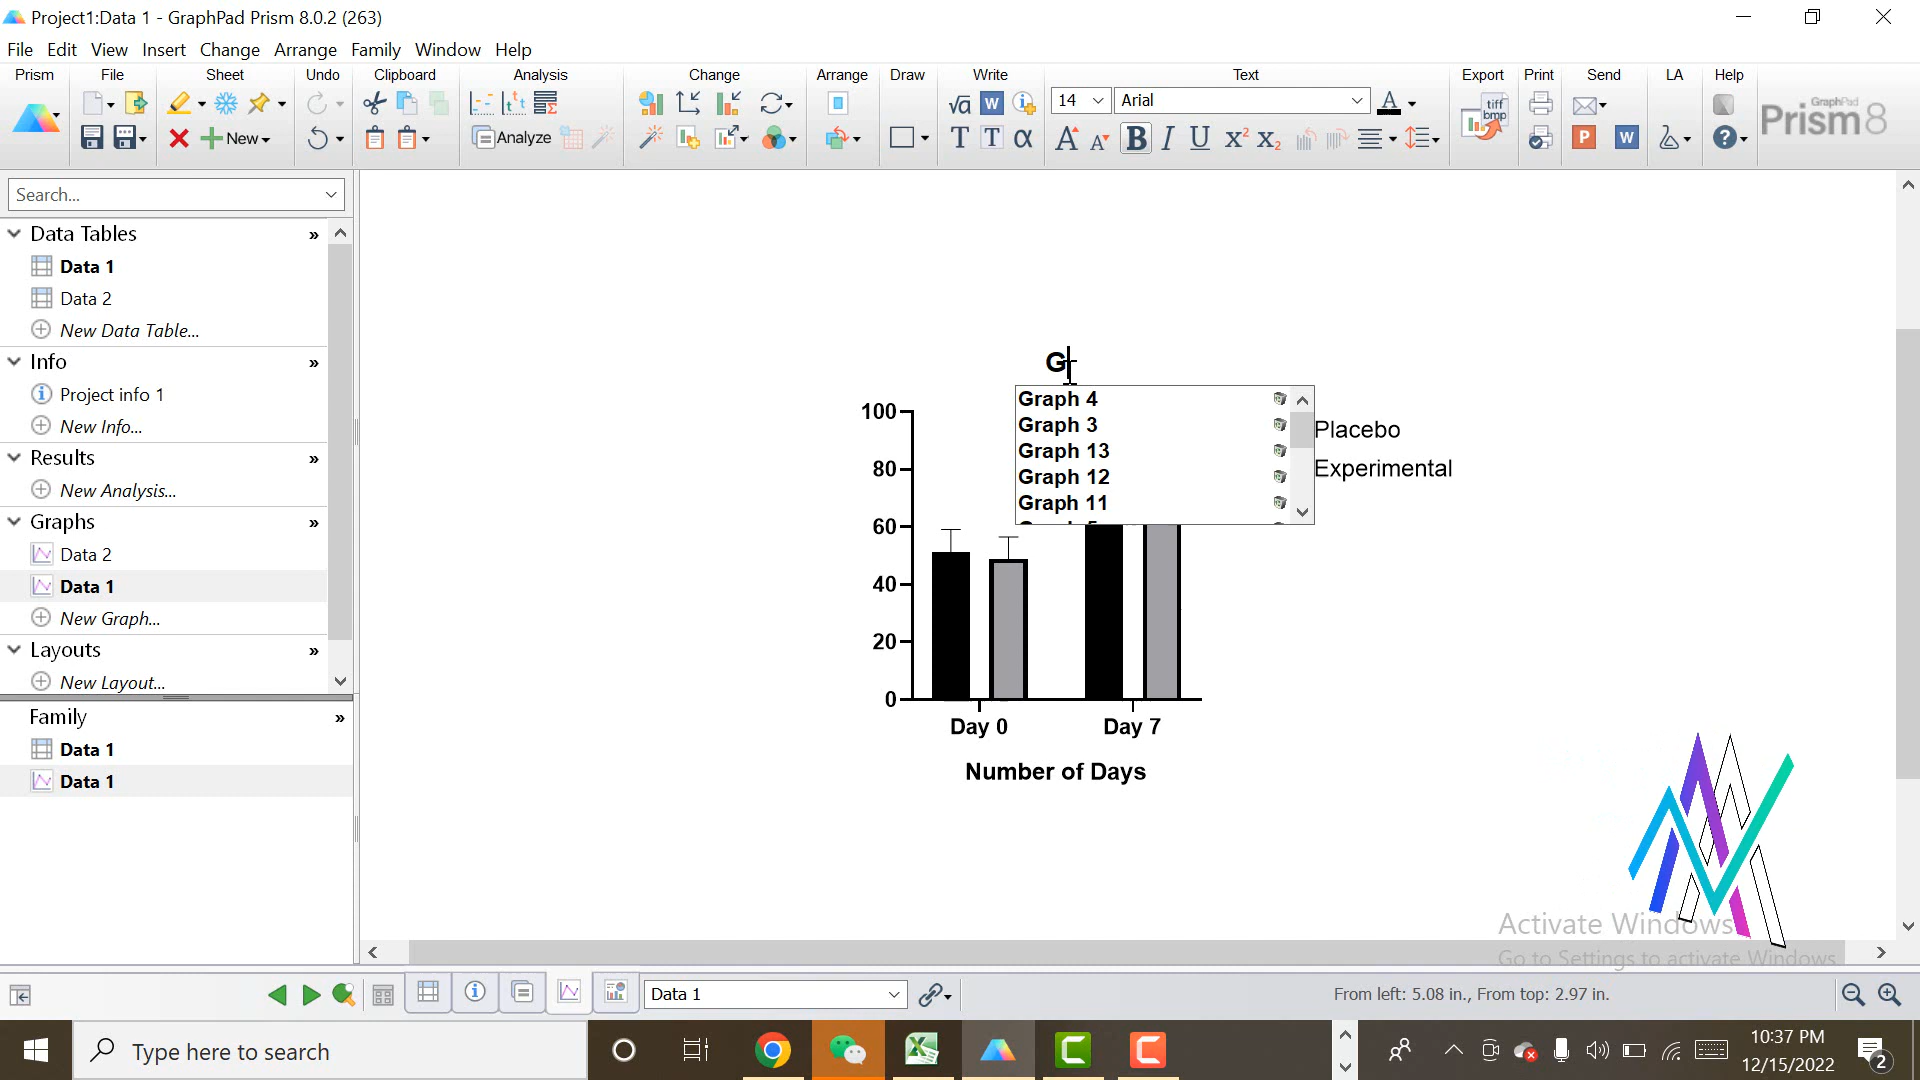 Project1:Data 1 - GraphPad Prism 8.0.2 (263)
File Edit View Insert Change Arrange Family Window Help
Prism File Sheet Undo Clipboard Analysis Change Arrange Draw Write Text Export Print Send LA Help
14 Arial
tiff
bmp
GraphPad
Prism 8
New
Analyze
Search...
Data Tables
Data 1
Data 2
New Data Table...
Info
Project info 1
New Info...
Results
New Analysis...
Graphs
Data 2
Data 1
New Graph...
Layouts
New Layout...
Family
Data 1
Data 1
G
Graph 4
Graph 3
Graph 13
Graph 12
Graph 11
Placebo
Experimental
100
80
60
40
20
0
Day 0 Day 7
Number of Days
Activate Windows
Go to Settings to activate Windows
Data 1
From left: 5.08 in., From top: 2.97 in.
Type here to search
10:37 PM
12/15/2022
2